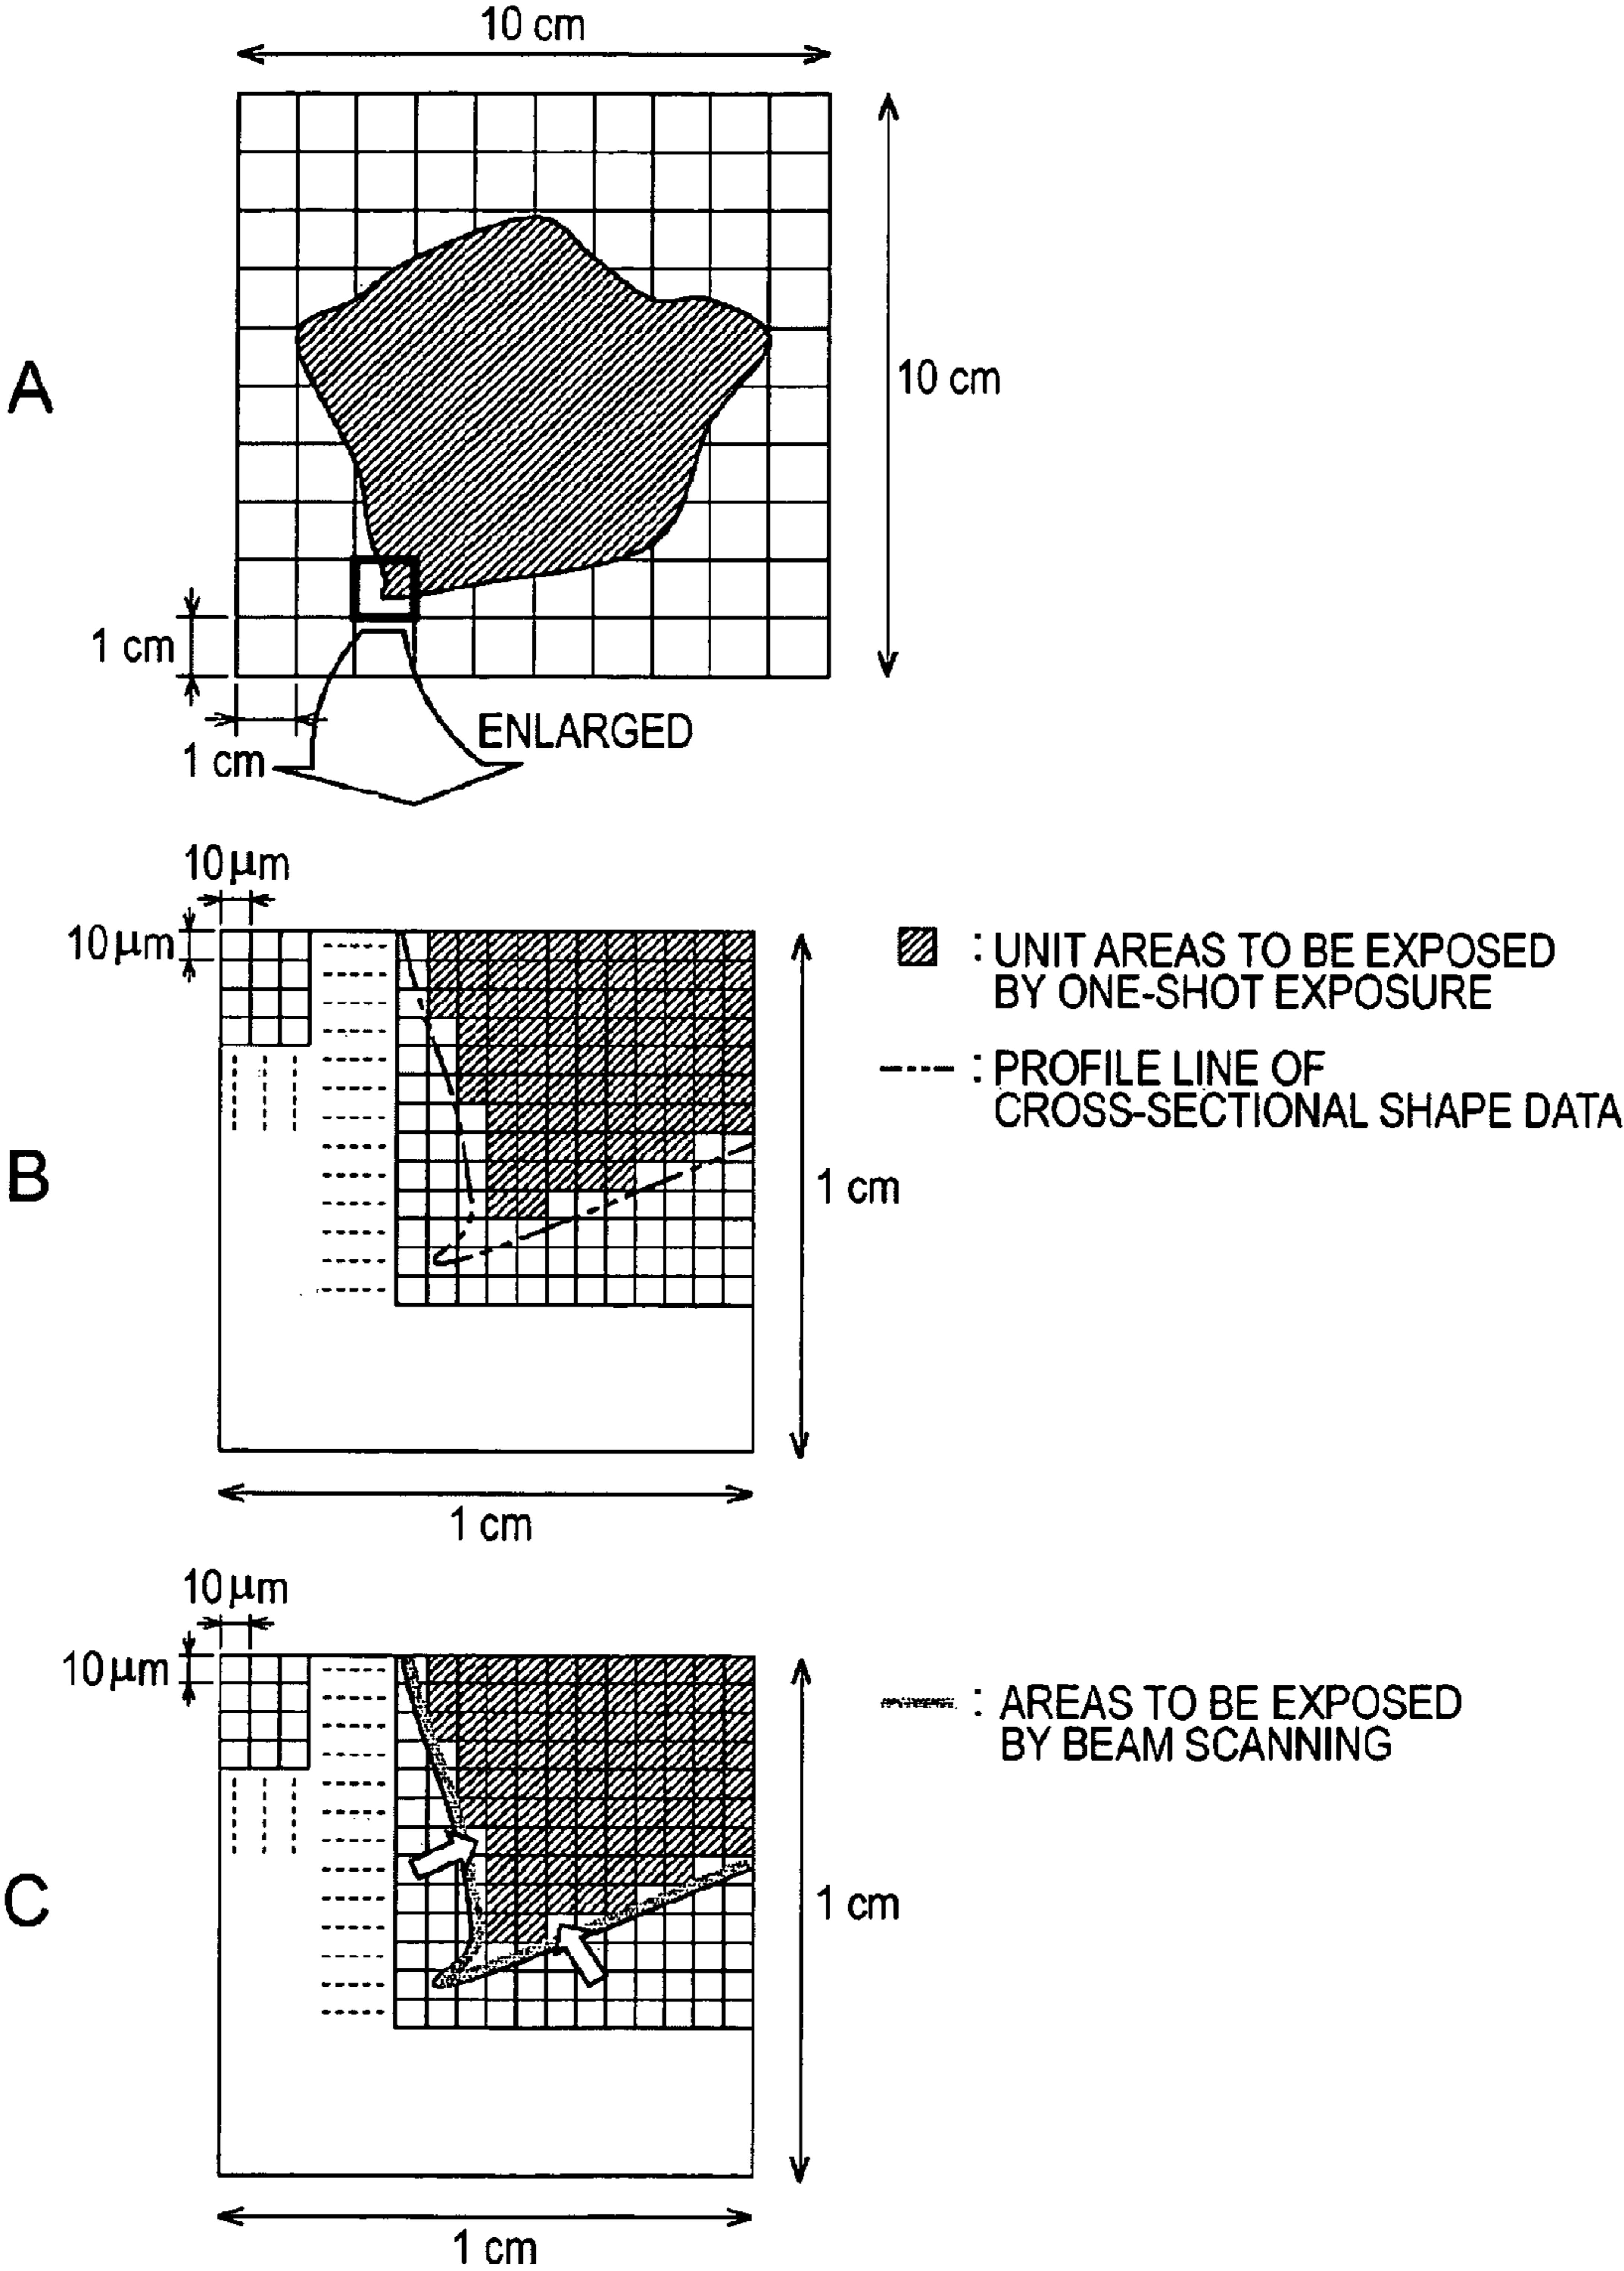 10 cm
A
10 cm
1 cm
1 cm
ENLARGED
10 μm
10 μm
: UNIT AREAS TO BE EXPOSED
BY ONE-SHOT EXPOSURE
: PROFILE LINE OF
CROSS-SECTIONAL SHAPE DATA
B
1 cm
1 cm
10 μm
10 μm
: AREAS TO BE EXPOSED
BY BEAM SCANNING
C
1 cm
1 cm